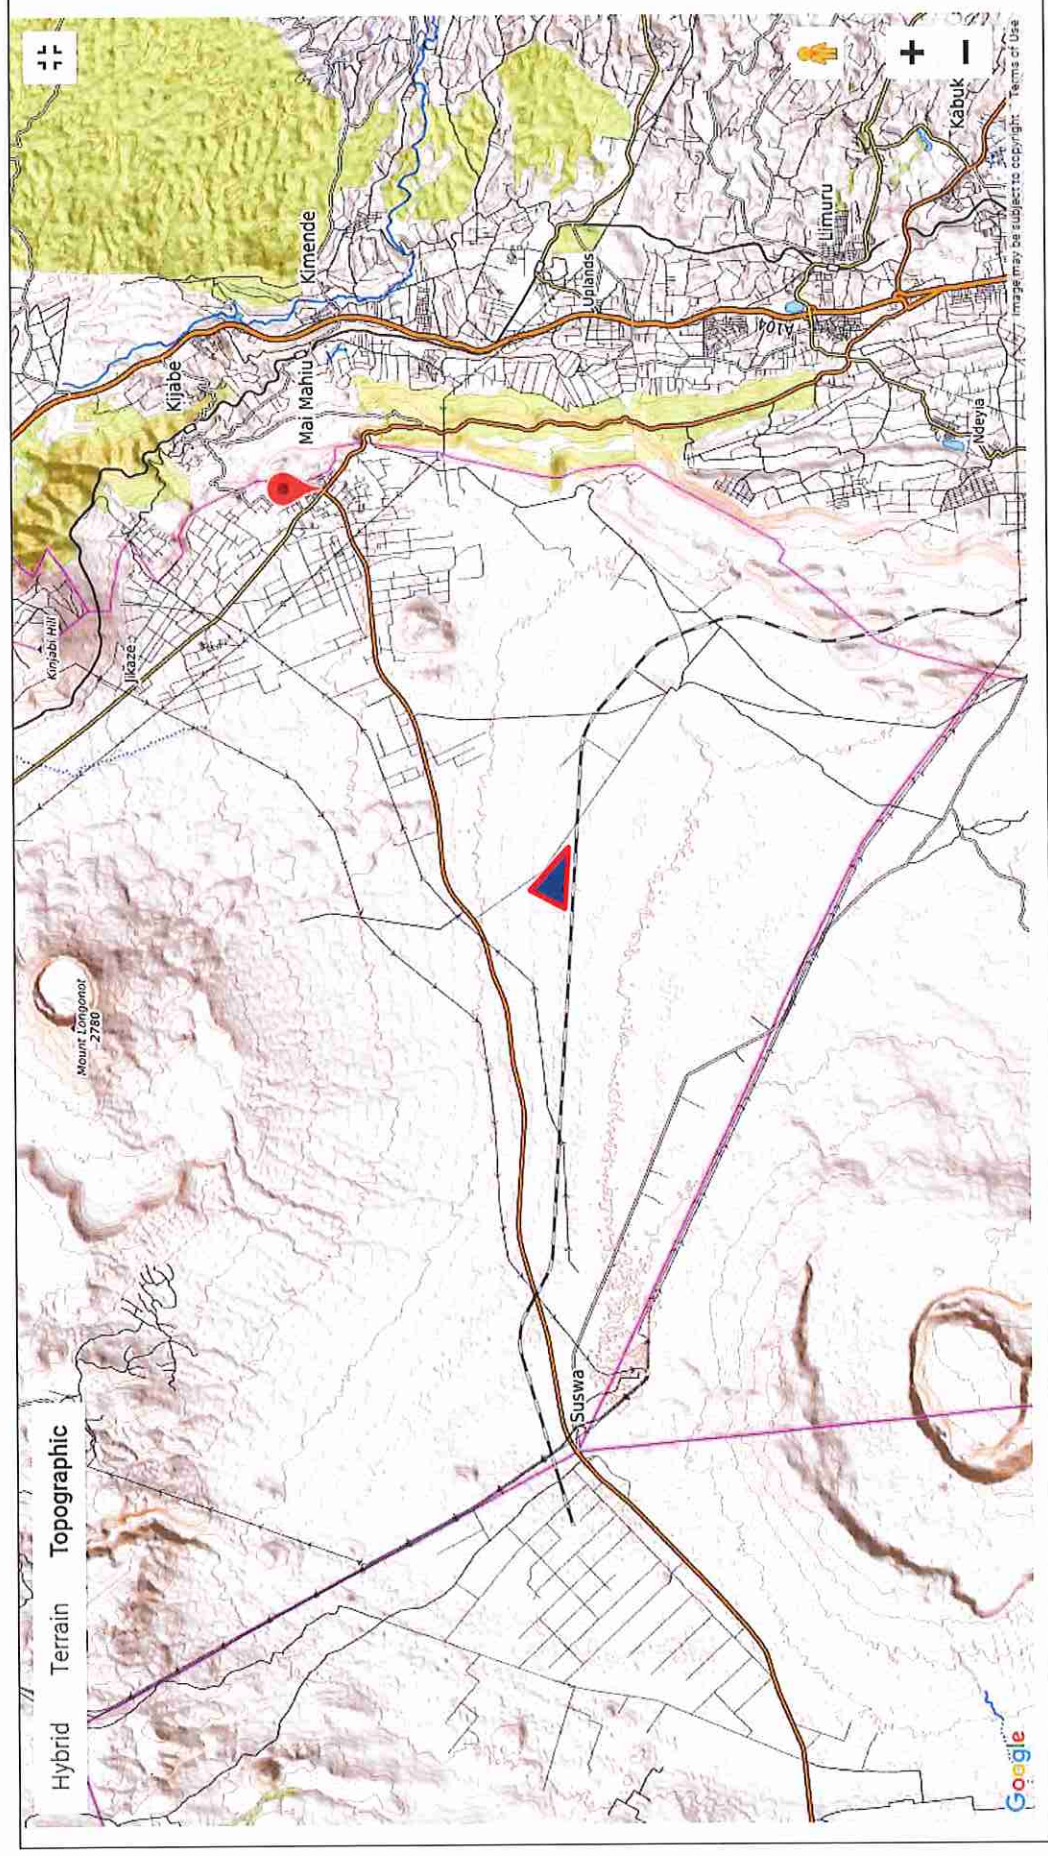 Hybrid
Terrain
Topographic
Mount Longonot
2780
Kinjabi Hill
Jikaze
Kijabe
Mai Mahiu
Kimende
Uplands
A104
Limuru
Ndeyia
Kabuk
Suswa
Google
Image may be subject to copyright
Terms of Use